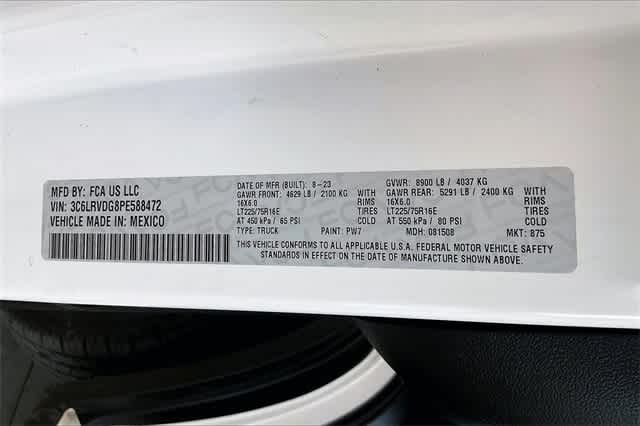 MFD BY: FCA US LLC
VIN: 3C6LRVDG8PE588472
VEHICLE MADE IN: MEXICO
DATE OF MFR (BUILT): 8-23
GVWR: 8900 LB / 4037 KG
GAWR FRONT: 4629 LB / 2100 KG WITH
GAWR REAR: 5291 LB / 2400 KG WITH
16X6.0 RIMS
16X6.0 RIMS
LT225/75R16E TIRES
LT225/75R16E TIRES
AT 450 kPa / 65 PSI COLD
AT 550 kPa / 80 PSI COLD
TYPE: TRUCK PAINT: PW7 MDH: 081508 MKT: 875
THIS VEHICLE CONFORMS TO ALL APPLICABLE U.S.A. FEDERAL MOTOR VEHICLE SAFETY
STANDARDS IN EFFECT ON THE DATE OF MANUFACTURE SHOWN ABOVE.